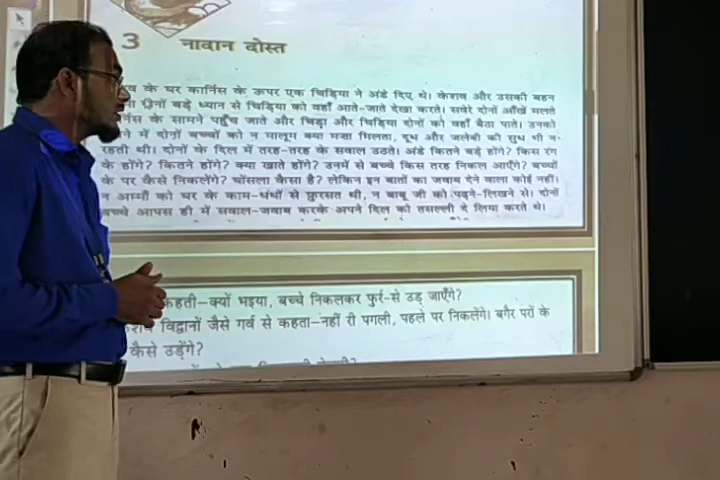 3 नादान दोस्त
व के घर कार्निस के ऊपर एक चिड़िया ने अंडे दिए थे। केशव और उसकी बहन
दोनों बड़े ध्यान से चिड़िया को वहाँ आते-जाते देखा करते। सवेरे दोनों आँखें मलते
के सामने पहुँच जाते और चिड़ा और चिड़िया दोनों को वहाँ बैठा पाते। उनको
ने में दोनों बच्चों को न मालूम क्या मज़ा मिलता, दूध और जलेबी की सुध भी न
रहती थी। दोनों के दिल में तरह-तरह के सवाल उठते। अंडे कितने बड़े होंगे? किस रंग
के होंगे? कितने होंगे? क्या खाते होंगे? उनमें से बच्चे किस तरह निकल आएँगे? बच्चों
के पर कैसे निकलेंगे? घोंसला कैसा है? लेकिन इन बातों का जवाब देने वाला कोई नहीं।
न अम्माँ को घर के काम-धंधों से फ़ुरसत थी, न बाबू जी को पढ़ने-लिखने से। दोनों
बच्चे आपस ही में सवाल-जवाब करके अपने दिल को तसल्ली दे लिया करते थे।
कहती–क्यों भइया, बच्चे निकलकर फुर्र-से उड़ जाएँगे?
विद्वानों जैसे गर्व से कहता–नहीं री पगली, पहले पर निकलेंगे। बगैर परों के
कैसे उड़ेंगे?